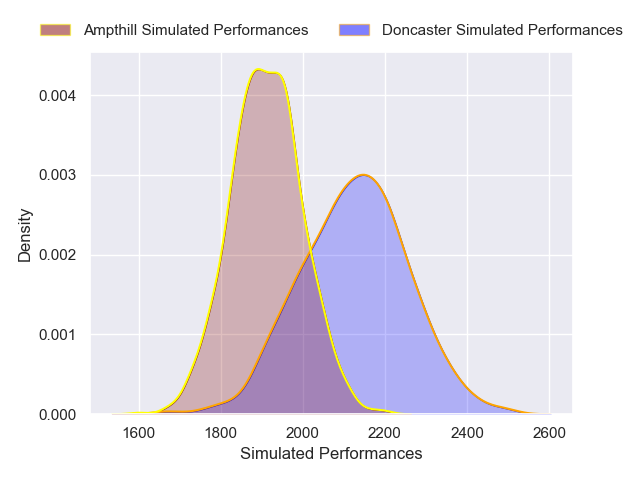 Ampthill Simulated Performances
Doncaster Simulated Performances
0.004
0.003
0.002
0.001
0.000
Density
1600 1800 2000 2200 2400 2600
Simulated Performances